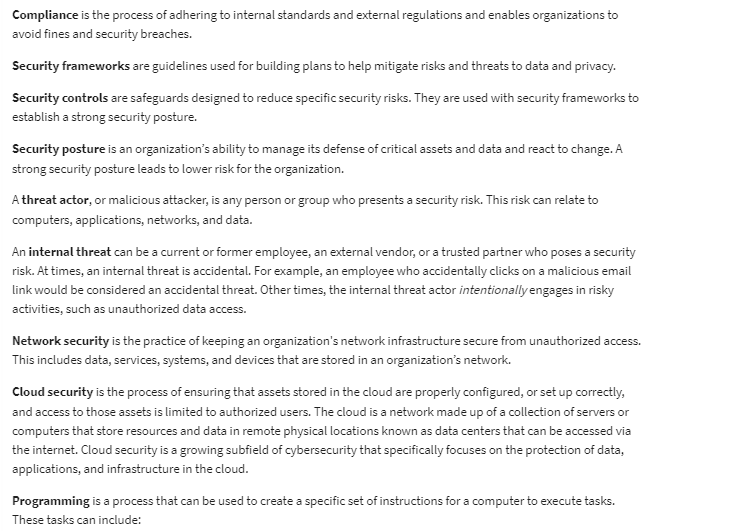 Compliance is the process of adhering to internal standards and external regulations and enables organizations to
avoid fines and security breaches.
Security frameworks are guidelines used for building plans to help mitigate risks and threats to data and privacy.
Security controls are safeguards designed to reduce specific security risks. They are used with security frameworks to
establish a strong security posture.
Security posture is an organization’s ability to manage its defense of critical assets and data and react to change. A
strong security posture leads to lower risk for the organization.
A threat actor, or malicious attacker, is any person or group who presents a security risk. This risk can relate to
computers, applications, networks, and data.
An internal threat can be a current or former employee, an external vendor, or a trusted partner who poses a security
risk. At times, an internal threat is accidental. For example, an employee who accidentally clicks on a malicious email
link would be considered an accidental threat. Other times, the internal threat actor intentionally engages in risky
activities, such as unauthorized data access.
Network security is the practice of keeping an organization's network infrastructure secure from unauthorized access.
This includes data, services, systems, and devices that are stored in an organization’s network.
Cloud security is the process of ensuring that assets stored in the cloud are properly configured, or set up correctly,
and access to those assets is limited to authorized users. The cloud is a network made up of a collection of servers or
computers that store resources and data in remote physical locations known as data centers that can be accessed via
the internet. Cloud security is a growing subfield of cybersecurity that specifically focuses on the protection of data,
applications, and infrastructure in the cloud.
Programming is a process that can be used to create a specific set of instructions for a computer to execute tasks.
These tasks can include: